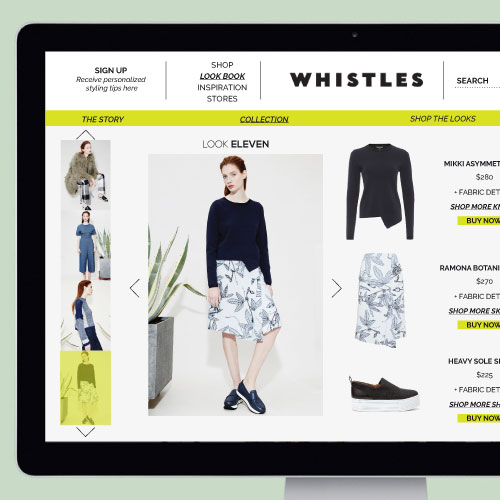 SIGN UP
Receive personalized
styling tips here
SHOP
LOOK BOOK
INSPIRATION
STORES
WHISTLES
SEARCH
THE STORY
COLLECTION
SHOP THE LOOKS
LOOK ELEVEN
MIKKI ASYMMET
$280
+ FABRIC DET
SHOP MORE KI
BUY NOW
RAMONA BOTANI
$270
+ FABRIC DET
SHOP MORE SK
BUY NOW
HEAVY SOLE S
$225
+ FABRIC DET
SHOP MORE SH
BUY NOW